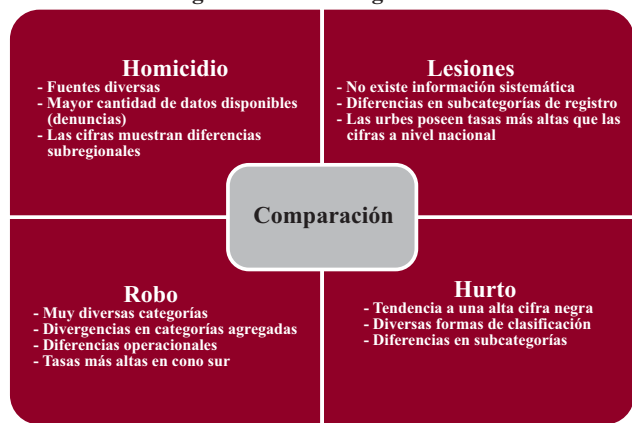 Homicidio
- Fuentes diversas
- Mayor cantidad de datos disponibles
(denuncias)
- Las cifras muestran diferencias
subregionales
Lesiones
- No existe información sistemática
- Diferencias en subcategorías de registro
- Las urbes poseen tasas más altas que las
cifras a nivel nacional
Comparación
Robo
- Muy diversas categorías
- Divergencias en categorías agregadas
- Diferencias operacionales
- Tasas más altas en cono sur
Hurto
- Tendencia a una alta cifra negra
- Diversas formas de clasificación
- Diferencias en subcategorías